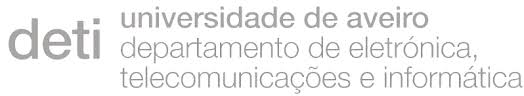 deti
universidade de aveiro
departamento de eletrónica,
telecomunicações e informática